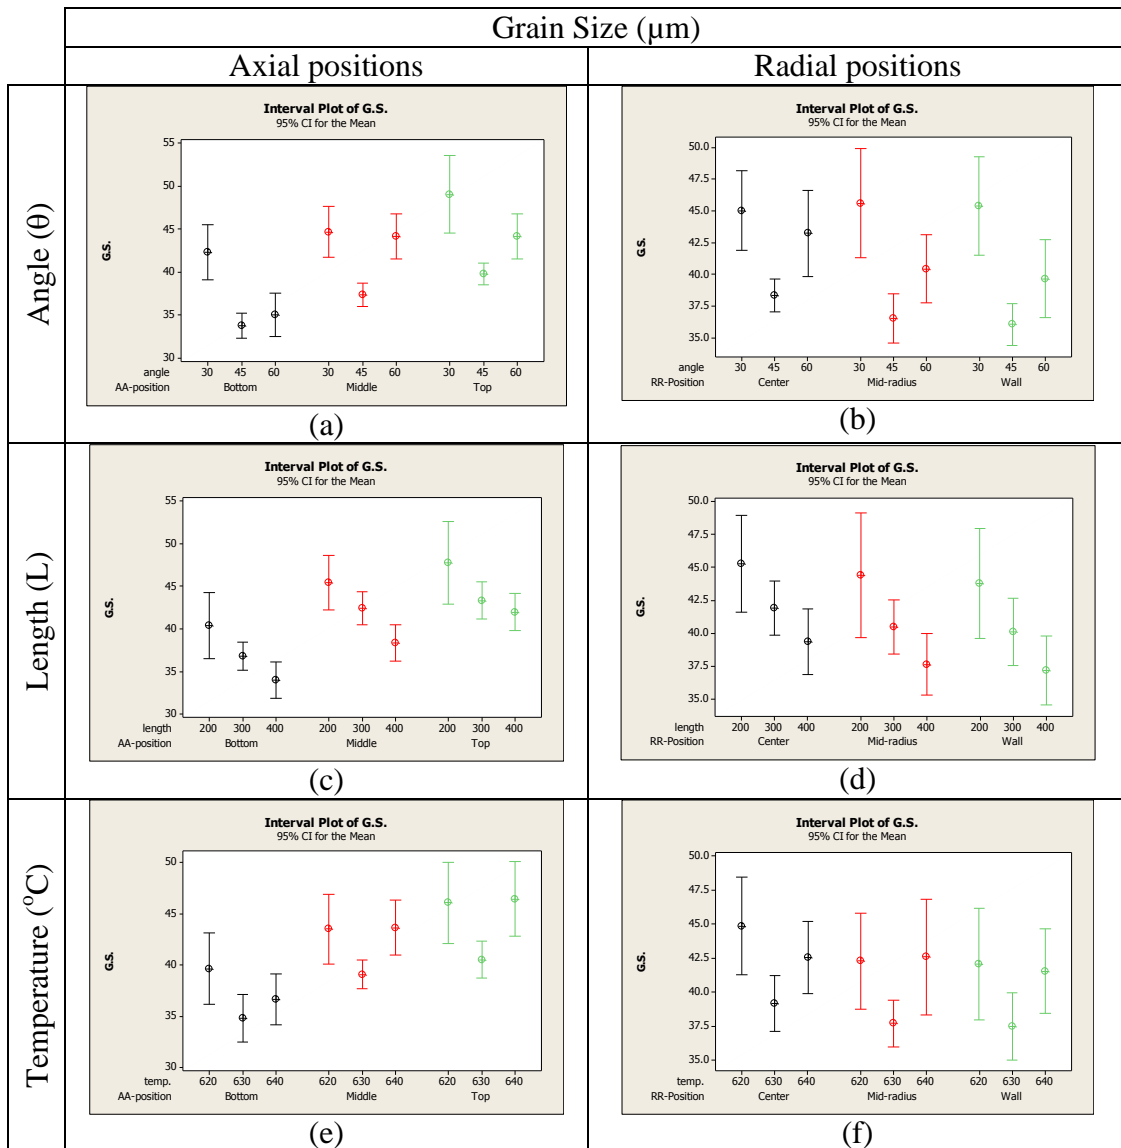 Grain Size (µm)
Axial positions
Radial positions
Angle (θ)
Interval Plot of G.S.
95% CI for the Mean
55
50
45
40
35
30
G.S.
angle 30 45 60 30 45 60 30 45 60
AA-position Bottom Middle Top
(a)
Interval Plot of G.S.
95% CI for the Mean
50.0
47.5
45.0
42.5
40.0
37.5
35.0
G.S.
angle 30 45 60 30 45 60 30 45 60
RR-Position Center Mid-radius Wall
(b)
Length (L)
Interval Plot of G.S.
95% CI for the Mean
55
50
45
40
35
30
G.S.
length 200 300 400 200 300 400 200 300 400
AA-position Bottom Middle Top
(c)
Interval Plot of G.S.
95% CI for the Mean
50.0
47.5
45.0
42.5
40.0
37.5
35.0
G.S.
length 200 300 400 200 300 400 200 300 400
RR-Position Center Mid-radius Wall
(d)
Temperature (°C)
Interval Plot of G.S.
95% CI for the Mean
50
45
40
35
30
G.S.
temp. 620 630 640 620 630 640 620 630 640
AA-position Bottom Middle Top
(e)
Interval Plot of G.S.
95% CI for the Mean
50.0
47.5
45.0
42.5
40.0
37.5
35.0
G.S.
temp. 620 630 640 620 630 640 620 630 640
RR-Position Center Mid-radius Wall
(f)